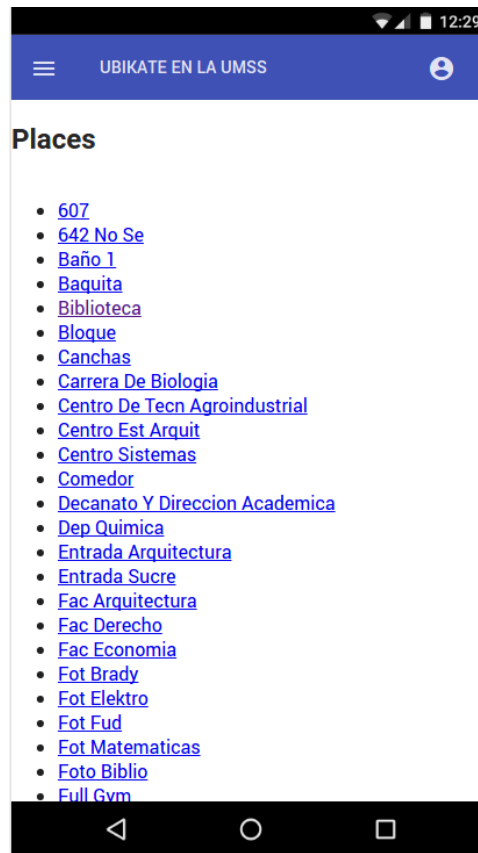 12:29
UBIKATE EN LA UMSS
Places
607
642 No Se
Baño 1
Baquita
Biblioteca
Bloque
Canchas
Carrera De Biologia
Centro De Tecn Agroindustrial
Centro Est Arquit
Centro Sistemas
Comedor
Decanato Y Direccion Academica
Dep Quimica
Entrada Arquitectura
Entrada Sucre
Fac Arquitectura
Fac Derecho
Fac Economia
Fot Brady
Fot Elektro
Fot Fud
Fot Matematicas
Foto Biblio
Full Gym